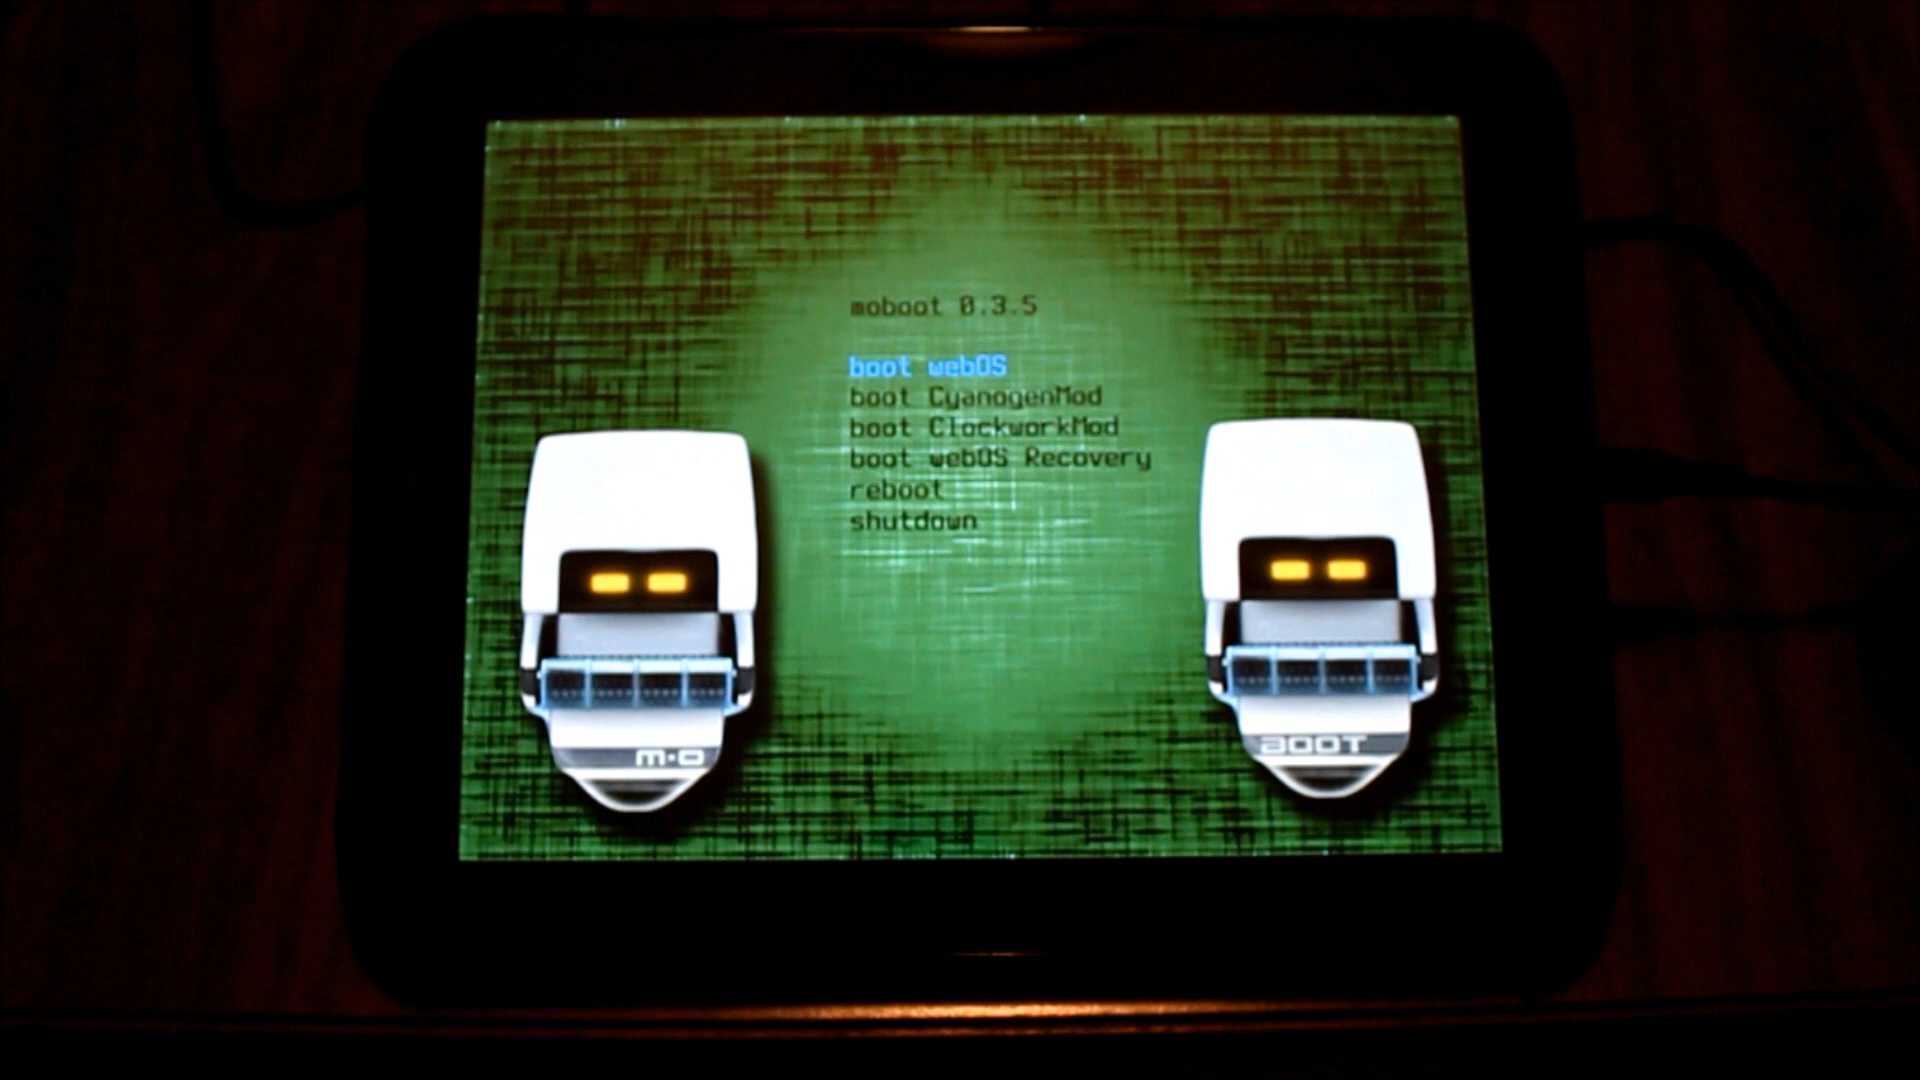 moboot 0.3.5
boot webOS
boot CyanogenMod
boot ClockworkMod
boot webOS Recovery
reboot
shutdown
M•O
BOOT